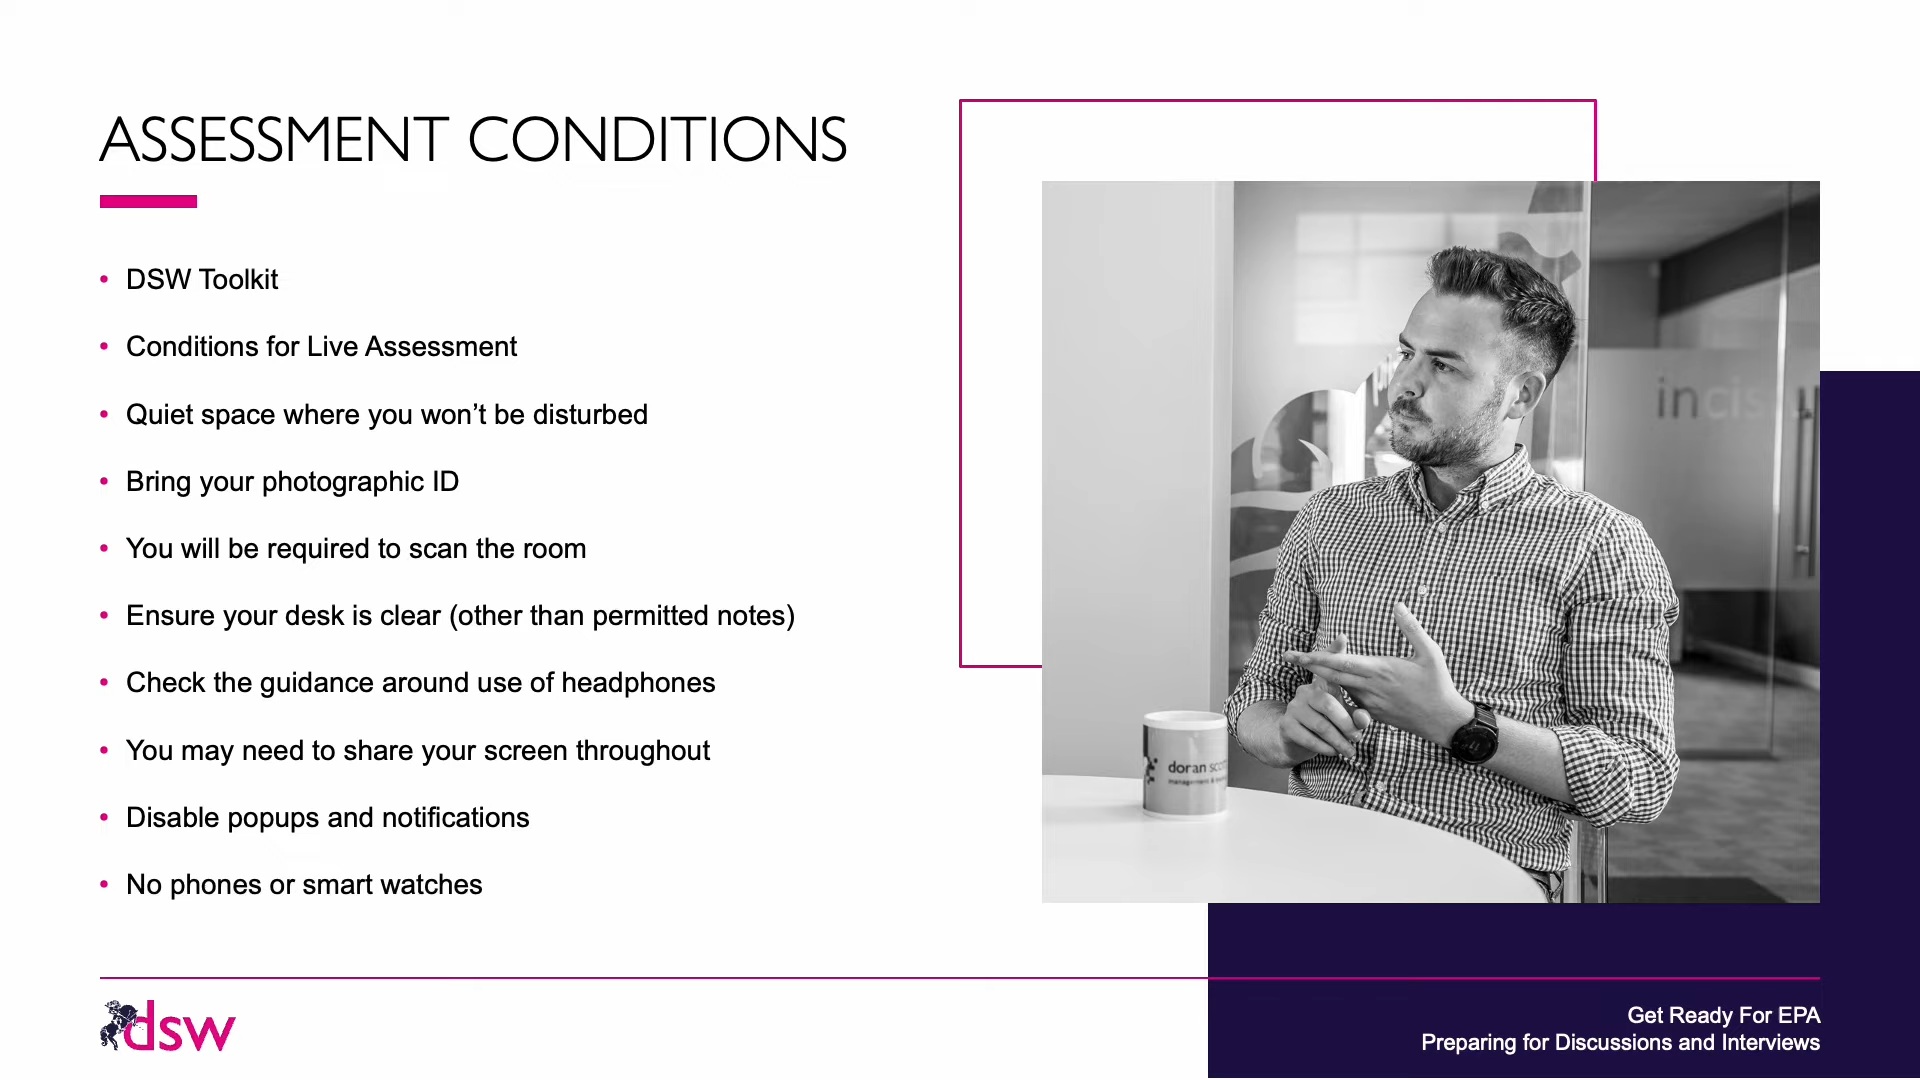 ASSESSMENT CONDITIONS
• DSW Toolkit
• Conditions for Live Assessment
• Quiet space where you won’t be disturbed
• Bring your photographic ID
• You will be required to scan the room
• Ensure your desk is clear (other than permitted notes)
• Check the guidance around use of headphones
• You may need to share your screen throughout
• Disable popups and notifications
• No phones or smart watches
doran
management &
dsw
Get Ready For EPA
Preparing for Discussions and Interviews